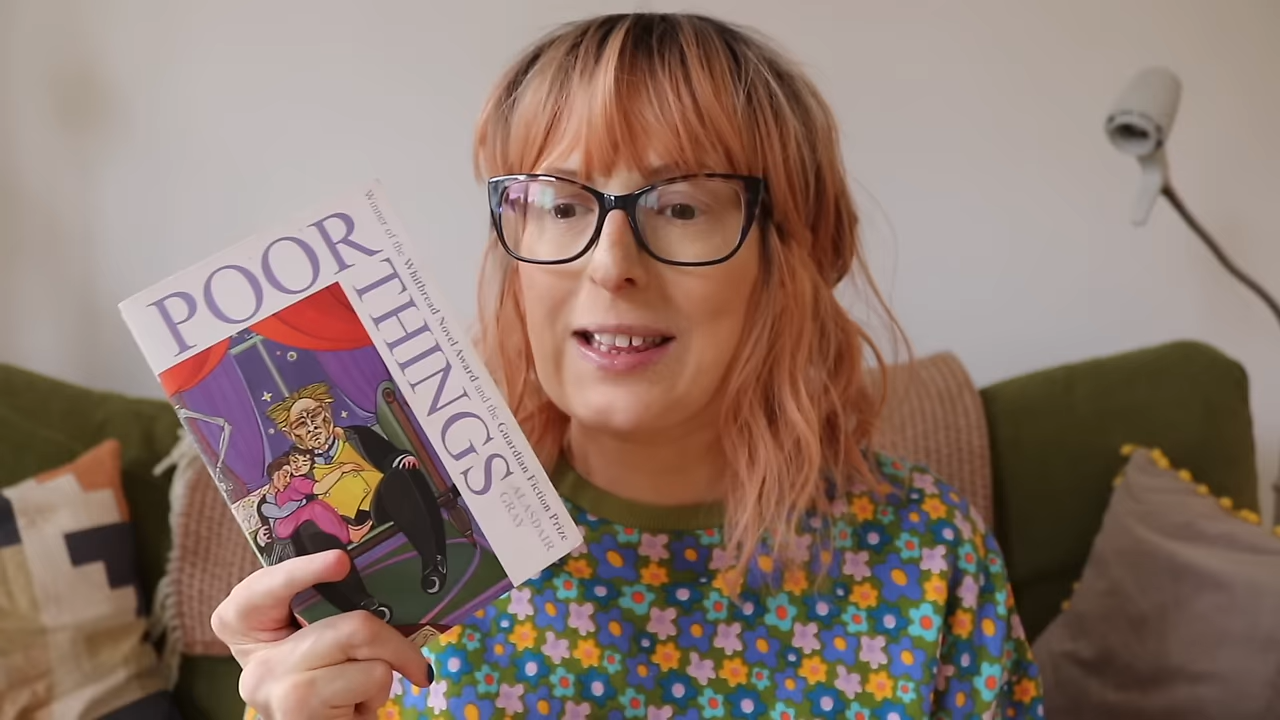 POOR
THINGS
Winner of the Whitbread Novel Award and the Guardian Fiction Prize
ALASDAIR
GRAY